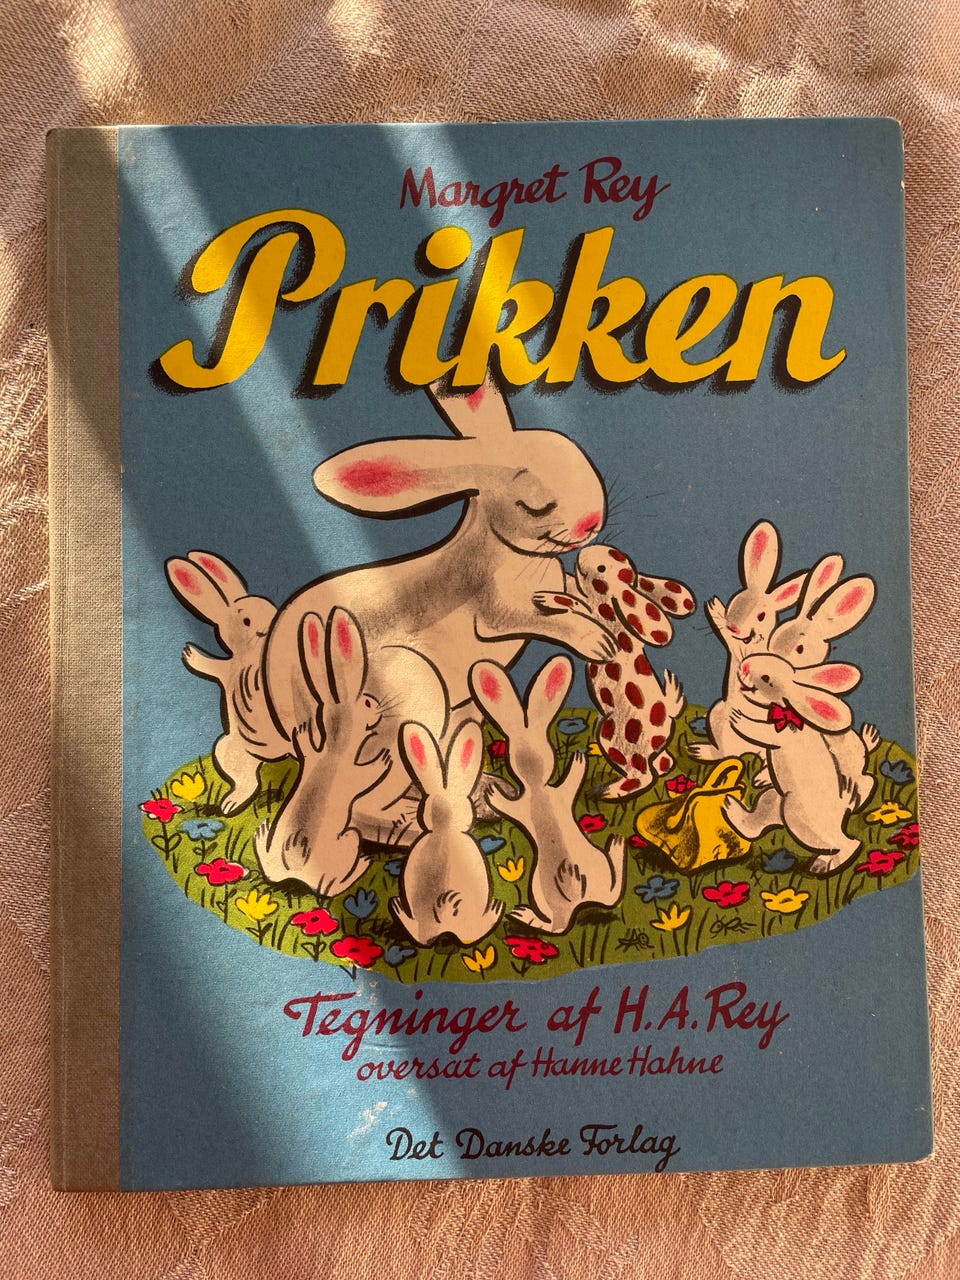 Margret Rey
Prikken
Tegninger af H.A. Rey
oversat af Hanne Hahne
Det Danske Forlag